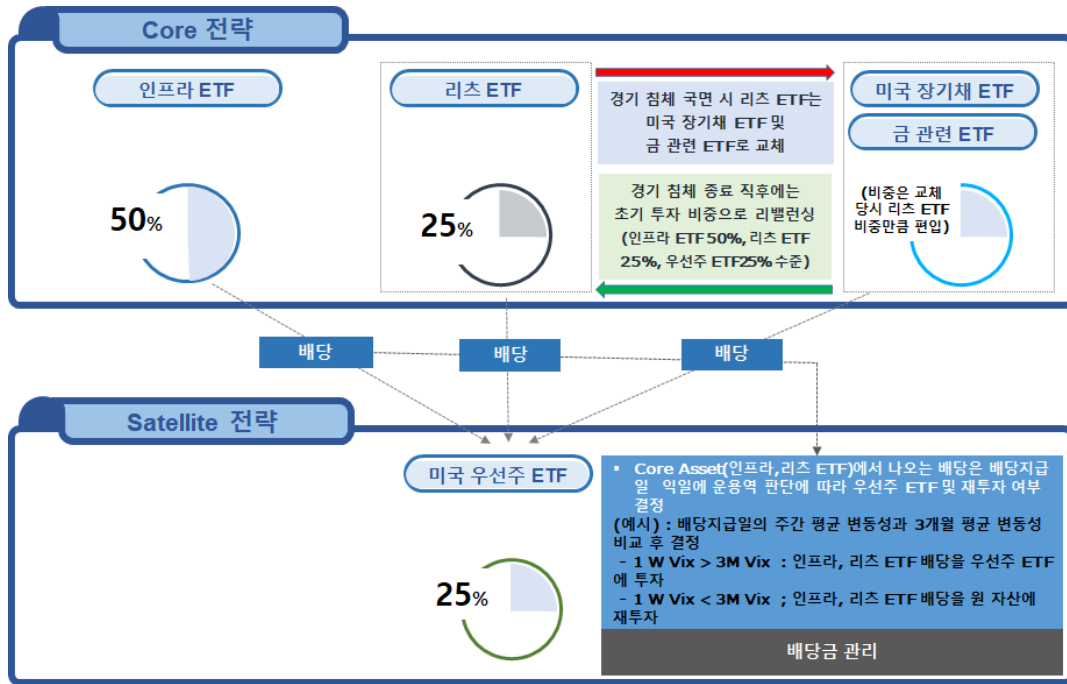 Core 전략
인프라 ETF
50%
리츠 ETF
25%
경기 침체 국면 시 리츠 ETF는
미국 장기채 ETF 및
금 관련 ETF로 교체
경기 침체 종료 직후에는
초기 투자 비중으로 리밸런싱
(인프라 ETF 50%, 리츠 ETF
25%, 우선주 ETF25% 수준)
미국 장기채 ETF
금 관련 ETF
(비중은 교체
당시 리츠 ETF
비중만큼 편입)
배당
배당
배당
Satellite 전략
미국 우선주 ETF
25%
▪ Core Asset(인프라,리츠 ETF)에서 나오는 배당은 배당지급
일 익일에 운용역 판단에 따라 우선주 ETF 및 재투자 여부
결정
(예시) : 배당지급일의 주간 평균 변동성과 3개월 평균 변동성
비교 후 결정
- 1 W Vix > 3M Vix : 인프라, 리츠 ETF 배당을 우선주 ETF
에 투자
- 1 W Vix < 3M Vix ; 인프라, 리츠 ETF 배당을 원 자산에
재투자
배당금 관리